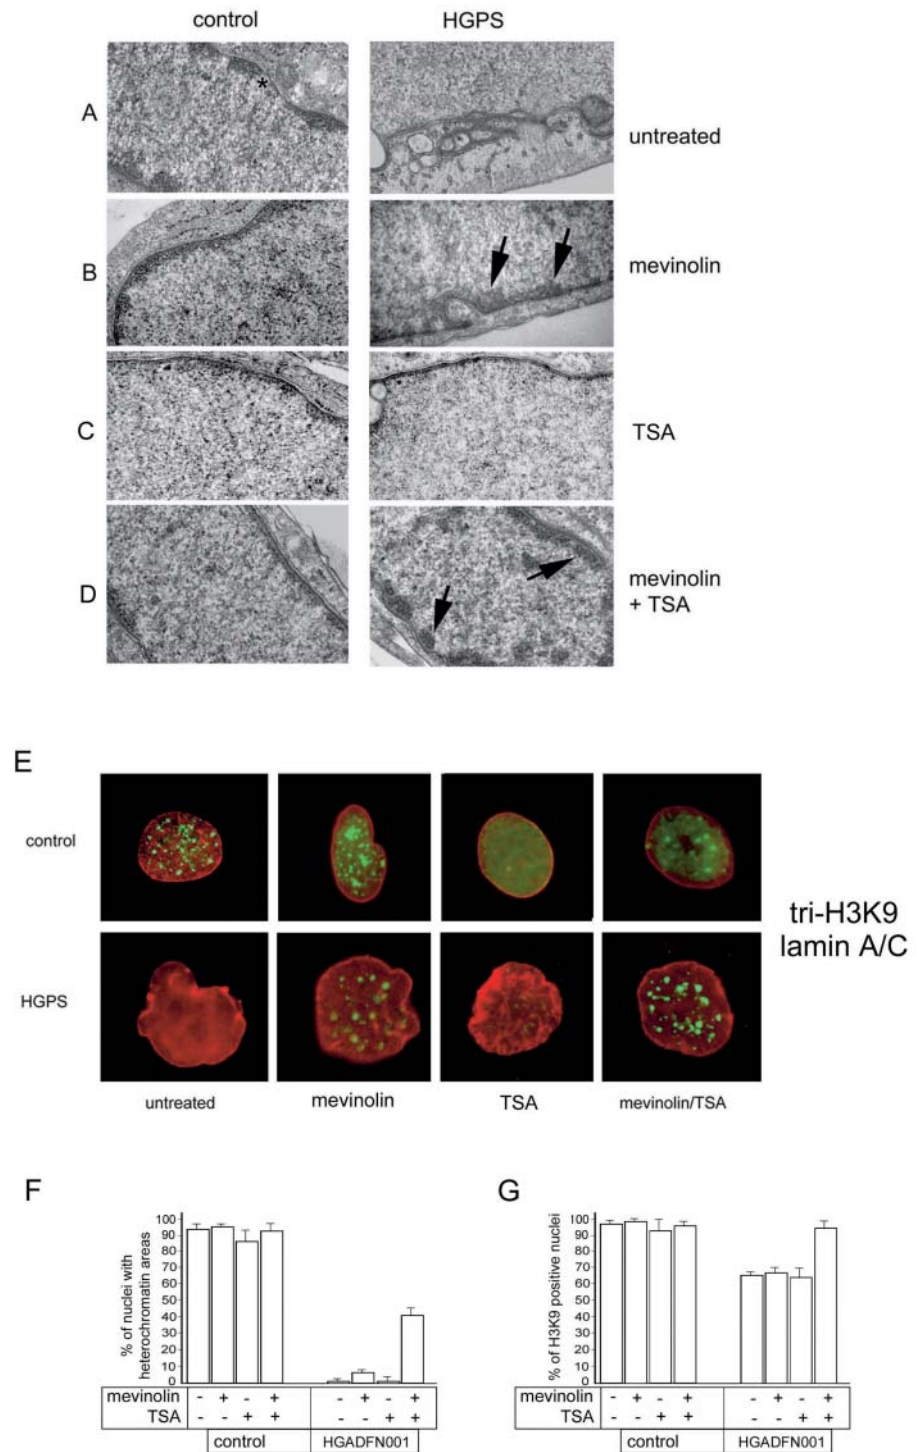 control HGPS
A
*
untreated
B
mevinolin
C
TSA
D
mevinolin
+ TSA
E
control
tri-H3K9
lamin A/C
HGPS
untreated mevinolin TSA mevinolin/TSA
F
% of nuclei with
heterochromatin areas
100
90
80
70
60
50
40
30
20
10
0
mevinolin - + - + - + - +
TSA - - + + - - + +
control HGADFN001
G
% of H3K9 positive nuclei
100
90
80
70
60
50
40
30
20
10
0
mevinolin - + - + - + - +
TSA - - + + - - + +
control HGADFN001